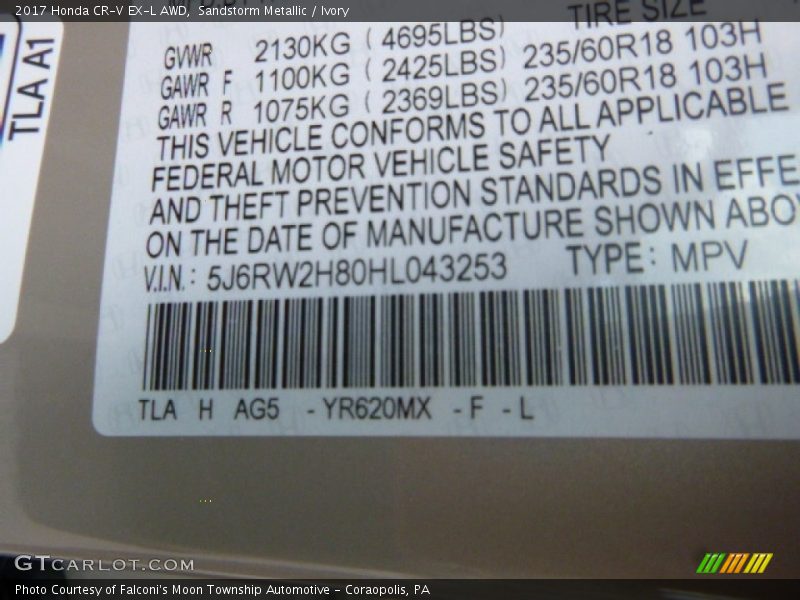 2017 Honda CR-V EX-L AWD, Sandstorm Metallic / Ivory
TIRE SIZE
GVWR 2130KG ( 4695LBS)
GAWR F 1100KG ( 2425LBS) 235/60R18 103H
GAWR R 1075KG ( 2369LBS) 235/60R18 103H
THIS VEHICLE CONFORMS TO ALL APPLICABLE
FEDERAL MOTOR VEHICLE SAFETY
AND THEFT PREVENTION STANDARDS IN EFFE
ON THE DATE OF MANUFACTURE SHOWN ABO
V.I.N.: 5J6RW2H80HL043253 TYPE: MPV
TLA H AG5 -YR620MX -F -L
TLA A1
GTCARLOT.COM
Photo Courtesy of Falconi's Moon Township Automotive - Coraopolis, PA